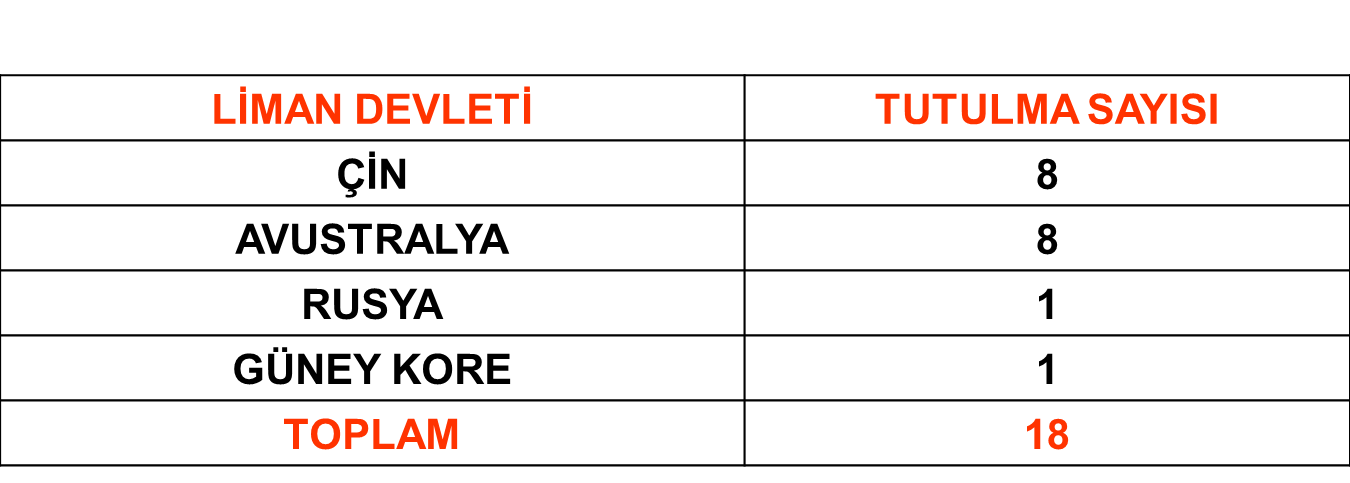 LİMAN DEVLETİ TUTULMA SAYISI
ÇİN 8
AVUSTRALYA 8
RUSYA 1
GÜNEY KORE 1
TOPLAM 18